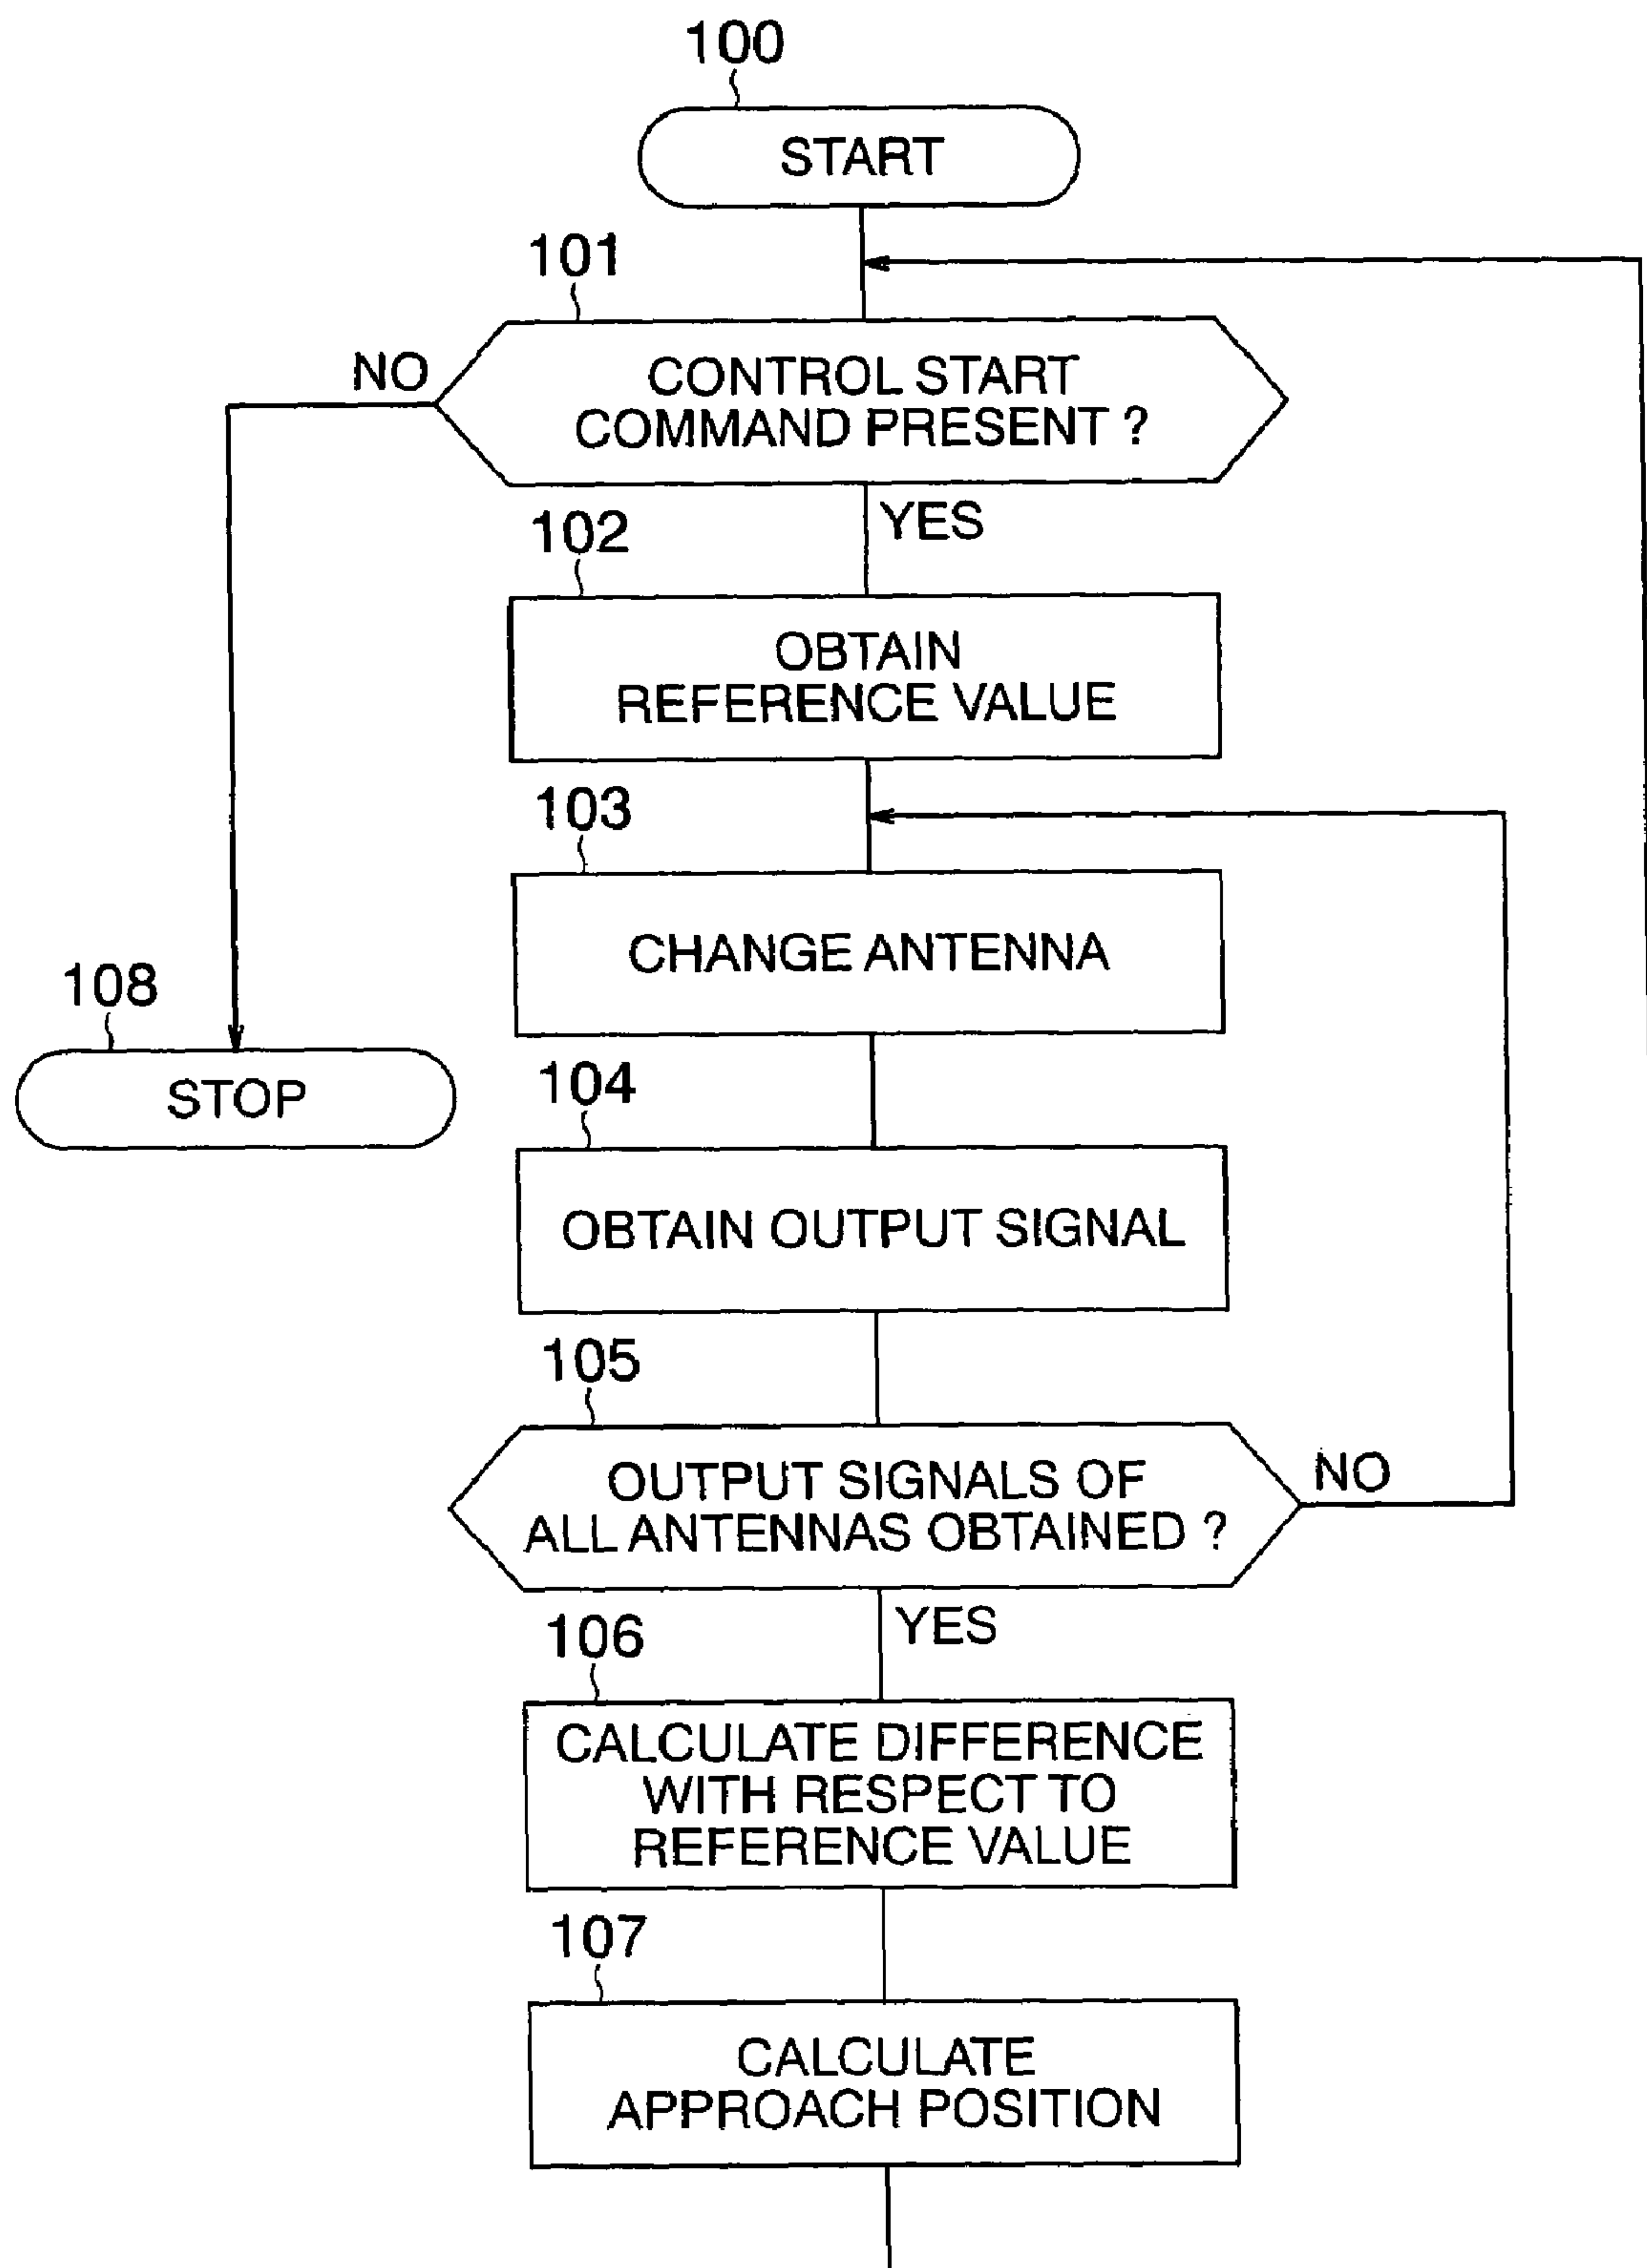 100
START
101
NO
CONTROL START
COMMAND PRESENT ?
YES
102
OBTAIN
REFERENCE VALUE
103
CHANGE ANTENNA
108
STOP
104
OBTAIN OUTPUT SIGNAL
105
OUTPUT SIGNALS OF
ALL ANTENNAS OBTAINED ?
NO
YES
106
CALCULATE DIFFERENCE
WITH RESPECT TO
REFERENCE VALUE
107
CALCULATE
APPROACH POSITION